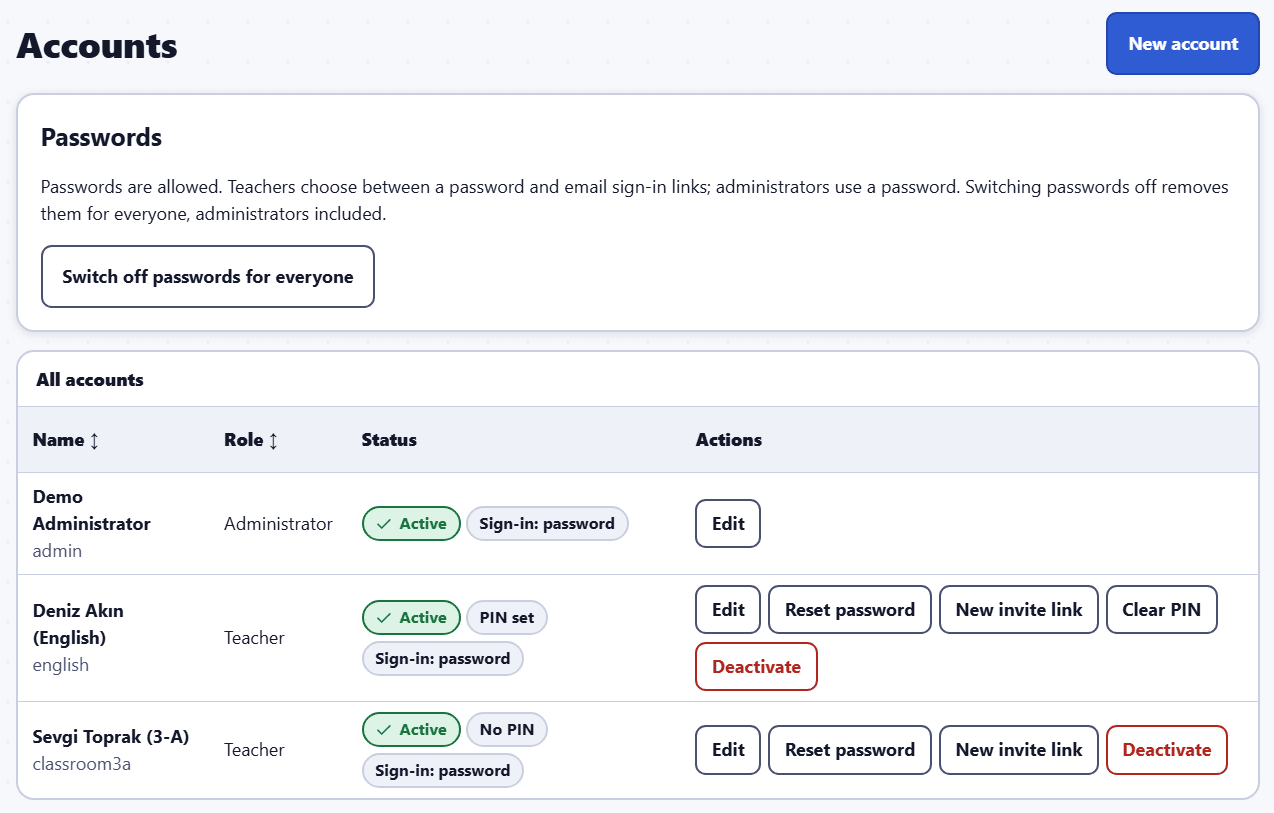 Accounts
New account
Passwords
Passwords are allowed. Teachers choose between a password and email sign-in links; administrators use a password. Switching passwords off removes
them for everyone, administrators included.
Switch off passwords for everyone
All accounts
Name ↕ Role ↕ Status Actions
Demo
Administrator
admin
Administrator
Active Sign-in: password
Edit
Deniz Akın
(English)
english
Teacher
Active PIN set
Sign-in: password
Edit Reset password New invite link Clear PIN
Deactivate
Sevgi Toprak (3-A)
classroom3a
Teacher
Active No PIN
Sign-in: password
Edit Reset password New invite link Deactivate